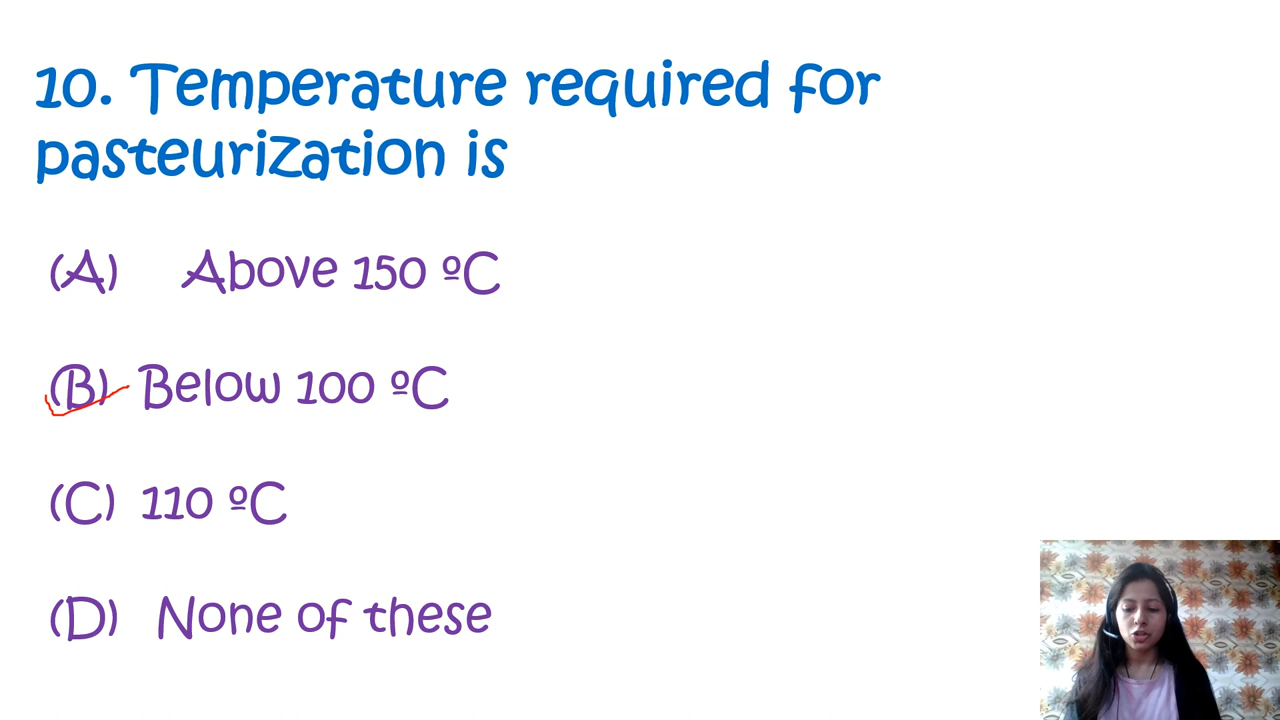 10. Temperature required for
pasteurization is
(A) Above 150 ºC
(B) Below 100 ºC
(C) 110 ºC
(D) None of these